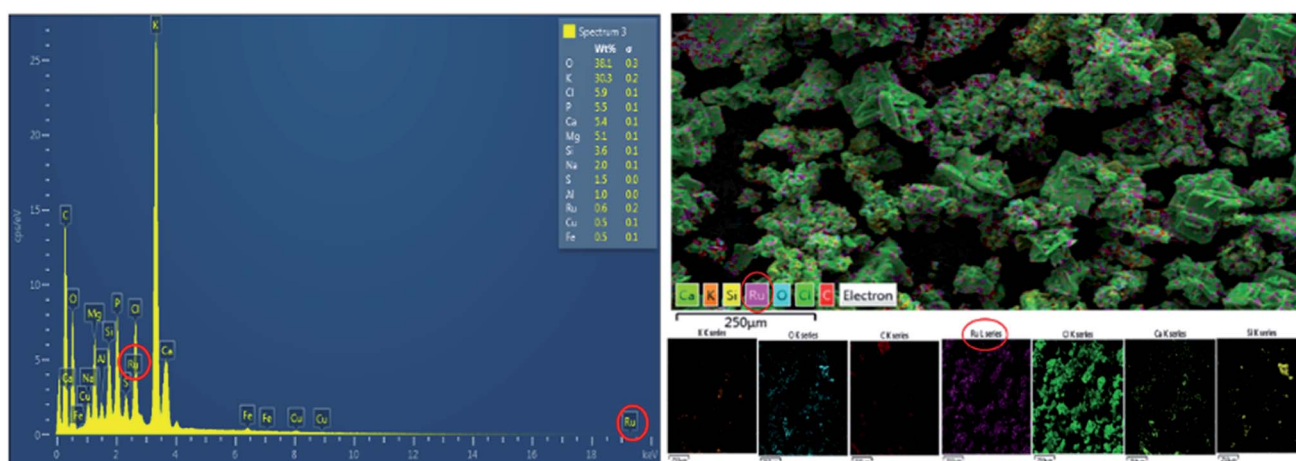 Spectrum 3
Wt% σ
O 38.1 0.3
K 30.3 0.2
Cl 5.9 0.1
P 5.5 0.1
Ca 5.4 0.1
Mg 5.1 0.1
Si 3.6 0.1
Na 2.0 0.1
S 1.5 0.0
Al 1.0 0.0
Ru 0.6 0.2
Cu 0.5 0.1
Fe 0.5 0.1
cps/eV
25
20
15
10
5
0
K
C
O
P
Cl
Mg
Si
Al
Ru
Ca
Ca
Na
S
Cu
Fe
Fe
Fe
Cu
Cu
Ru
0 2 4 6 8 10 12 14 16 18 keV
Ca K Si Ru O Cl C Electron
250μm
K K series
O K series
C K series
Ru L series
Cl K series
Ca K series
Si K series